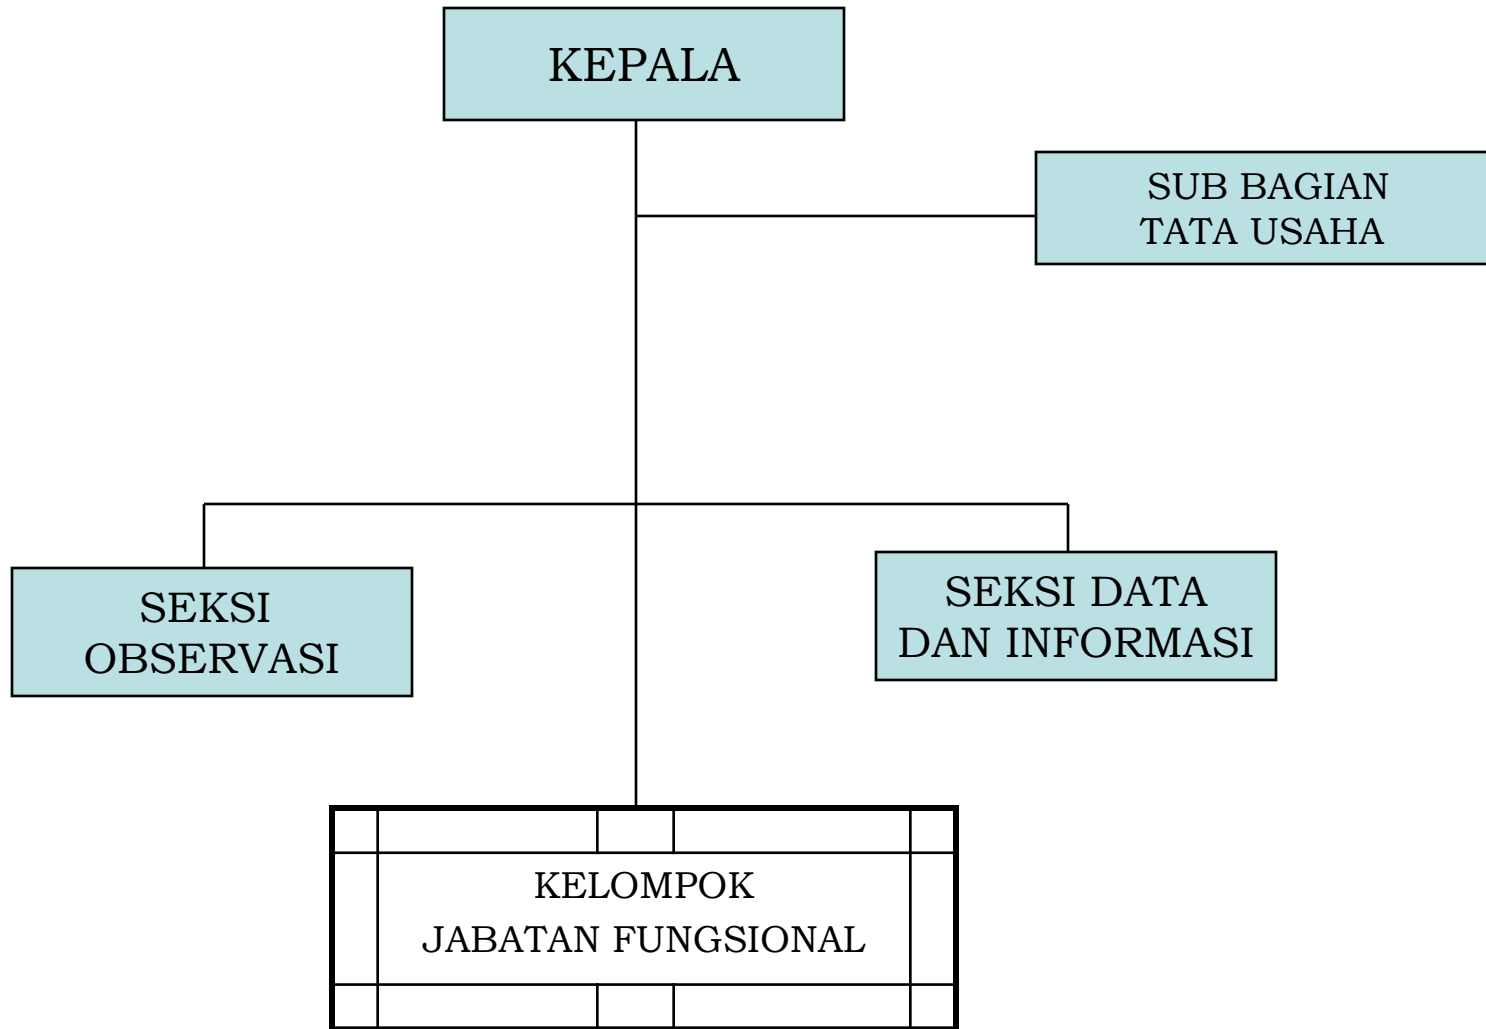 KEPALA
SUB BAGIAN
TATA USAHA
SEKSI
OBSERVASI
SEKSI DATA
DAN INFORMASI
KELOMPOK
JABATAN FUNGSIONAL